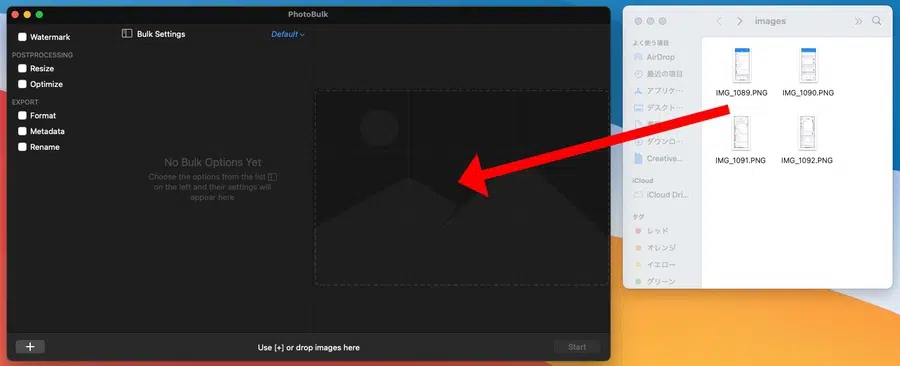 PhotoBulk
Watermark
POSTPROCESSING
Resize
Optimize
EXPORT
Format
Metadata
Rename
Bulk Settings
Default
No Bulk Options Yet
Choose the options from the list
on the left and their settings will
appear here
Use [+] or drop images here
Start
images
よく使う項目
AirDrop
最近の項目
アプリケ…
デスクト…
ダウンロ…
Creative…
iCloud
iCloud Dri…
タグ
レッド
オレンジ
イエロー
グリーン
IMG_1089.PNG
IMG_1090.PNG
IMG_1091.PNG
IMG_1092.PNG